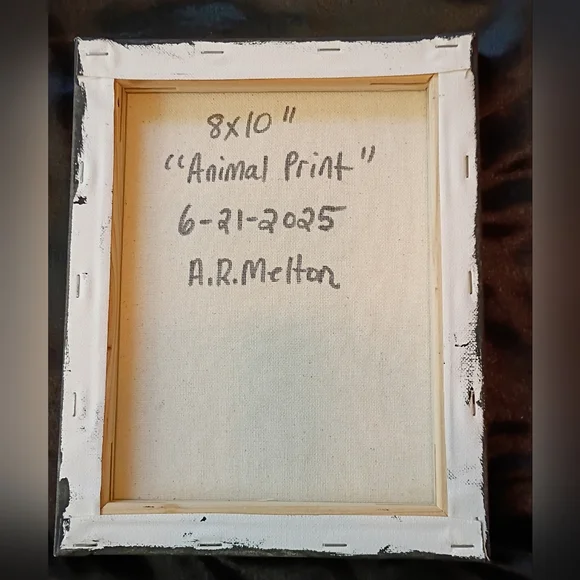 8x10"
"Animal Print"
6-21-2025
A.R.Melton